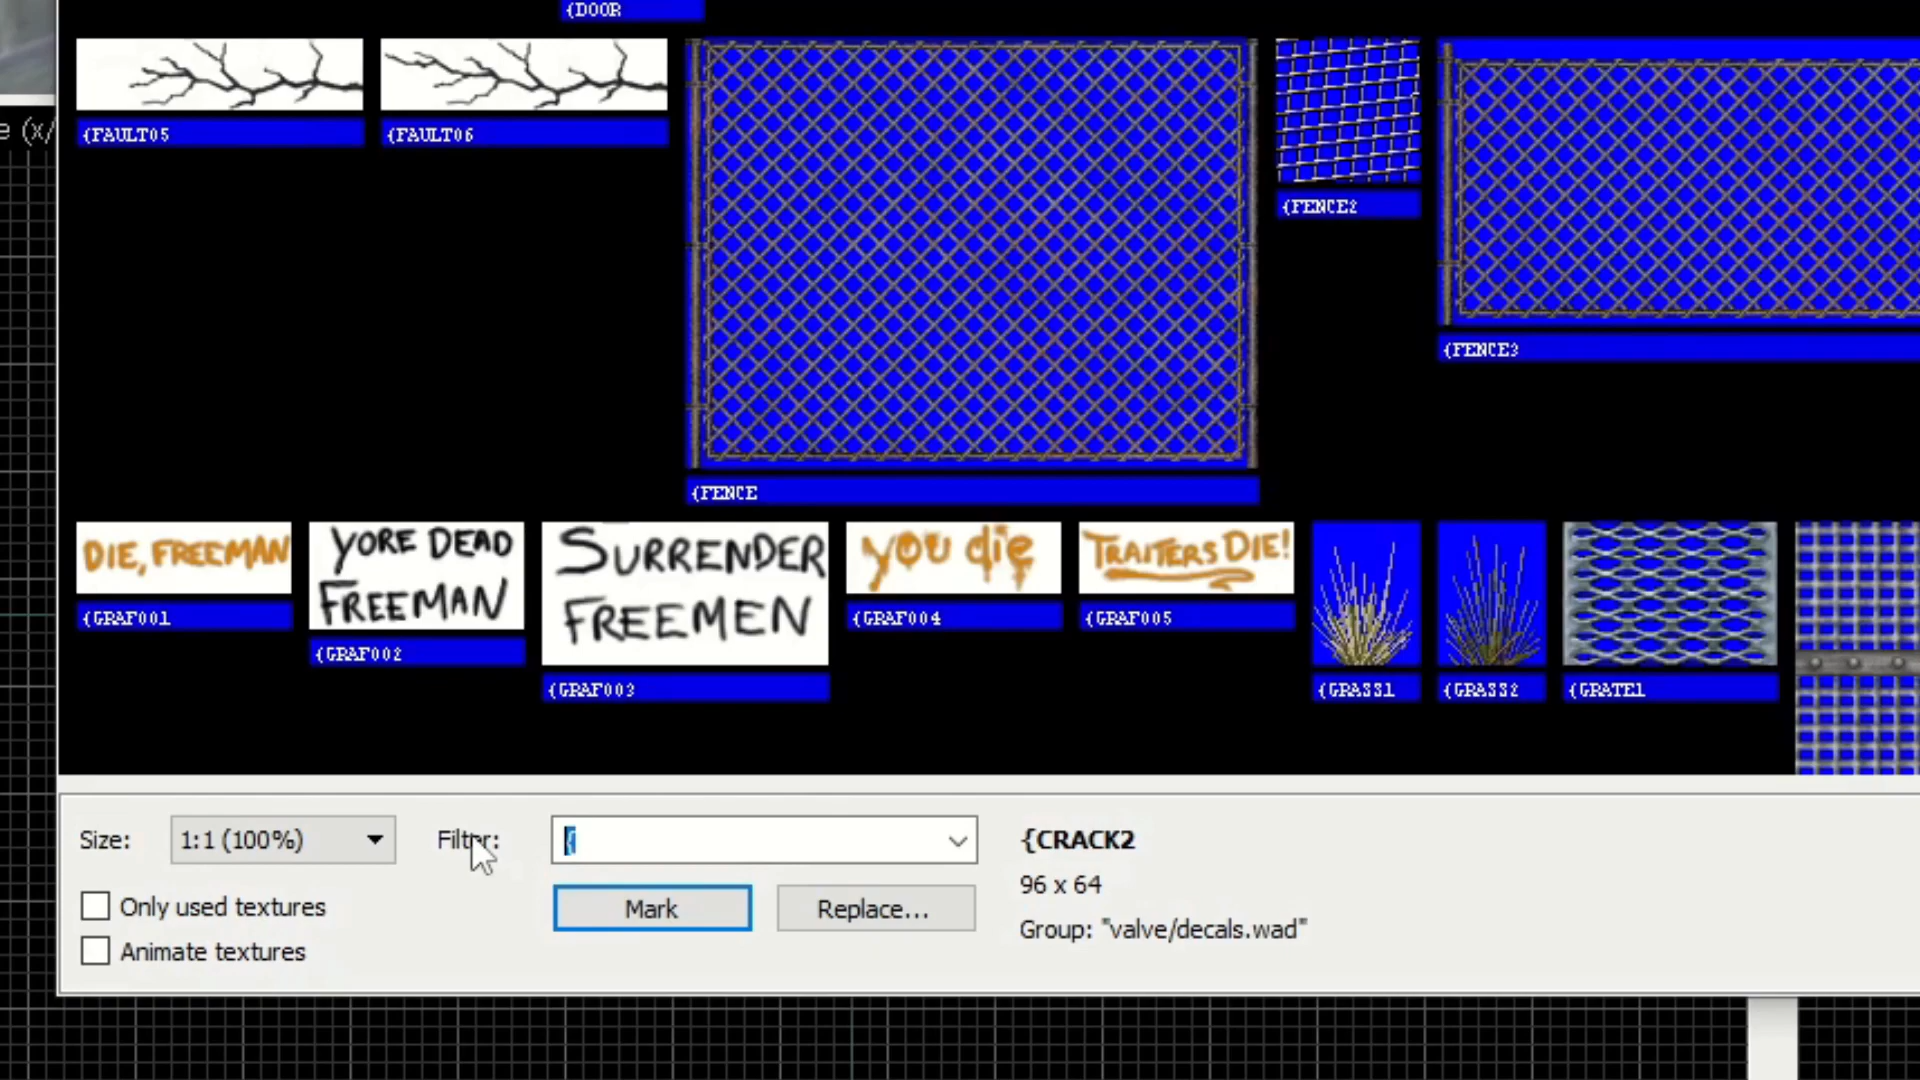 {DOOR
{FAULT05
{FAULT06
{FENCE2
e (x/
{FENCE3
{FENCE
DIE, FREEMAN
YORE DEAD
FREEMAN
SURRENDER
FREEMEN
you die
TRAITERS DIE!
{GRAF001
{GRAF002
{GRAF003
{GRAF004
{GRAF005
{GRASS1
{GRASS2
{GRATE1
Size:
1:1 (100%)
Filter:
{
{CRACK2
96 x 64
Only used textures
Mark
Replace...
Group: "valve/decals.wad"
Animate textures